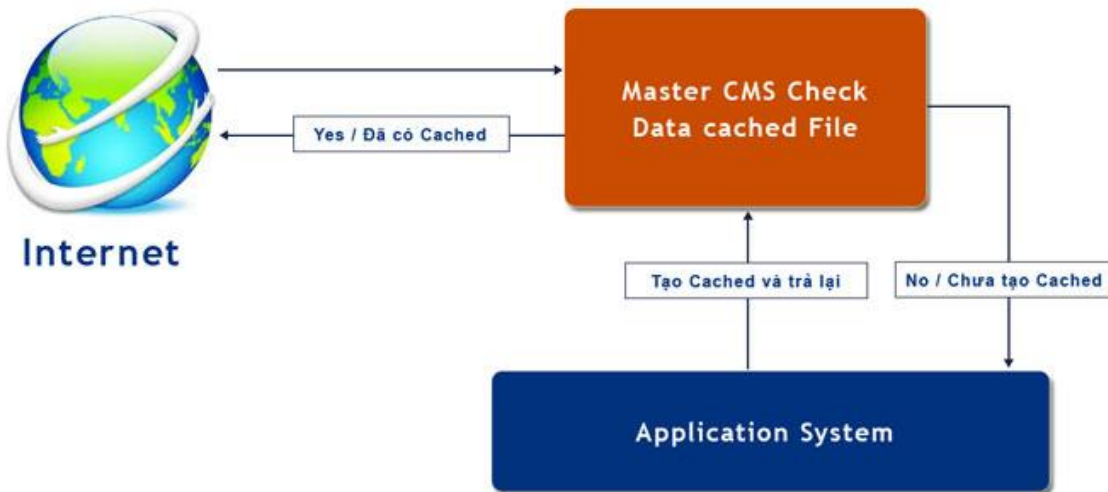 Master CMS Check
Data cached File
Yes / Đã có Cached
Internet
Tạo Cached và trả lại
No / Chưa tạo Cached
Application System